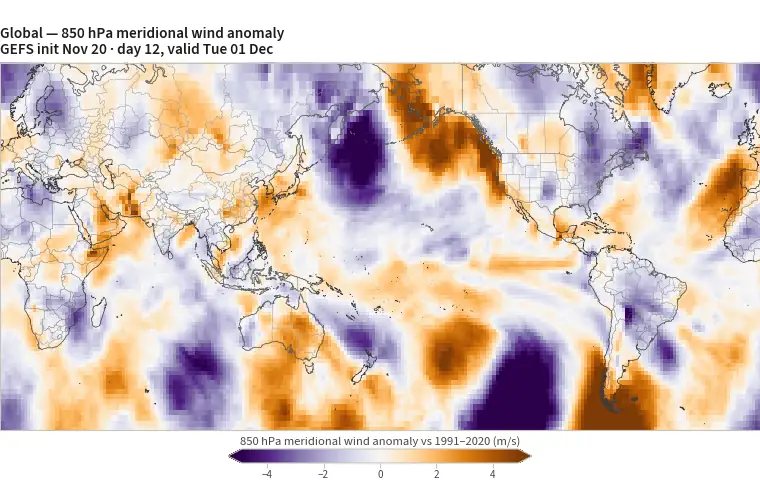 Global — 850 hPa meridional wind anomaly
GEFS init Nov 20 · day 12, valid Tue 01 Dec
850 hPa meridional wind anomaly vs 1991–2020 (m/s)
−4 −2 0 2 4